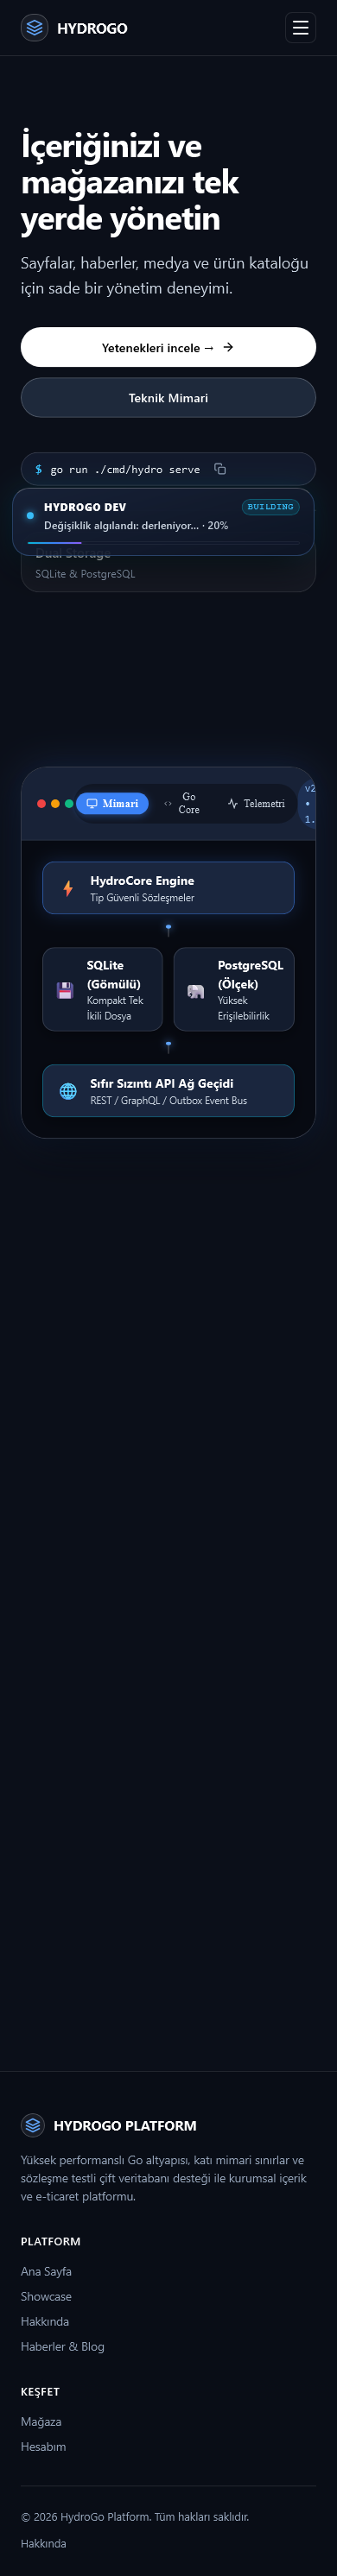 HYDROGO
İçeriğinizi ve
mağazanızı tek
yerde yönetin
Sayfalar, haberler, medya ve ürün kataloğu
için sade bir yönetim deneyimi.
Yetenekleri incele → →
Teknik Mimari
$ go run ./cmd/hydro serve
HYDROGO DEV
BUILDING
Değişiklik algılandı: derleniyor... · 20%
Dual Storage
SQLite & PostgreSQL
Mimari
Go
Core
Telemetri
v2
•
1.
HydroCore Engine
Tip Güvenli Sözleşmeler
SQLite
(Gömülü)
Kompakt Tek
İkili Dosya
PostgreSQL
(Ölçek)
Yüksek
Erişilebilirlik
Sıfır Sızıntı API Ağ Geçidi
REST / GraphQL / Outbox Event Bus
HYDROGO PLATFORM
Yüksek performanslı Go altyapısı, katı mimari sınırlar ve
sözleşme testli çift veritabanı desteği ile kurumsal içerik
ve e-ticaret platformu.
PLATFORM
Ana Sayfa
Showcase
Hakkında
Haberler & Blog
KEŞFET
Mağaza
Hesabım
© 2026 HydroGo Platform. Tüm hakları saklıdır.
Hakkında